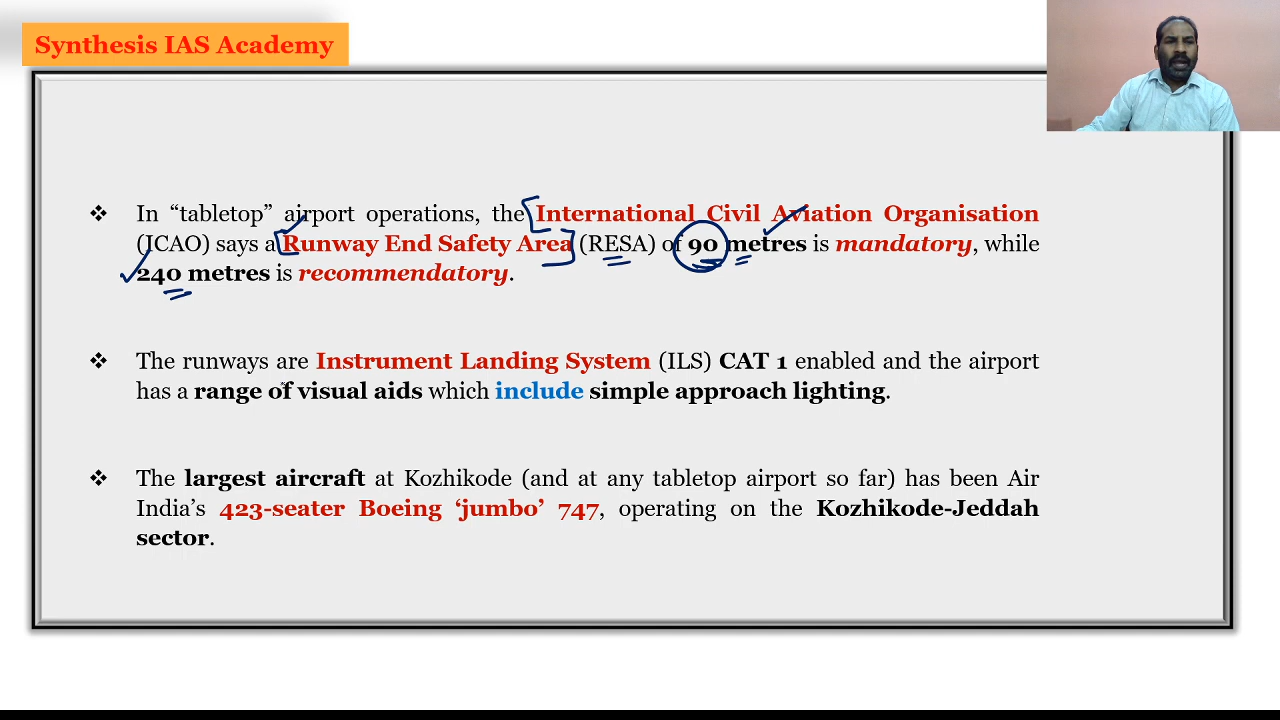 Synthesis IAS Academy
❖ In “tabletop” airport operations, the International Civil Aviation Organisation
(ICAO) says a Runway End Safety Area (RESA) of 90 metres is mandatory, while
240 metres is recommendatory.
❖ The runways are Instrument Landing System (ILS) CAT 1 enabled and the airport
has a range of visual aids which include simple approach lighting.
❖ The largest aircraft at Kozhikode (and at any tabletop airport so far) has been Air
India’s 423-seater Boeing ‘jumbo’ 747, operating on the Kozhikode-Jeddah
sector.